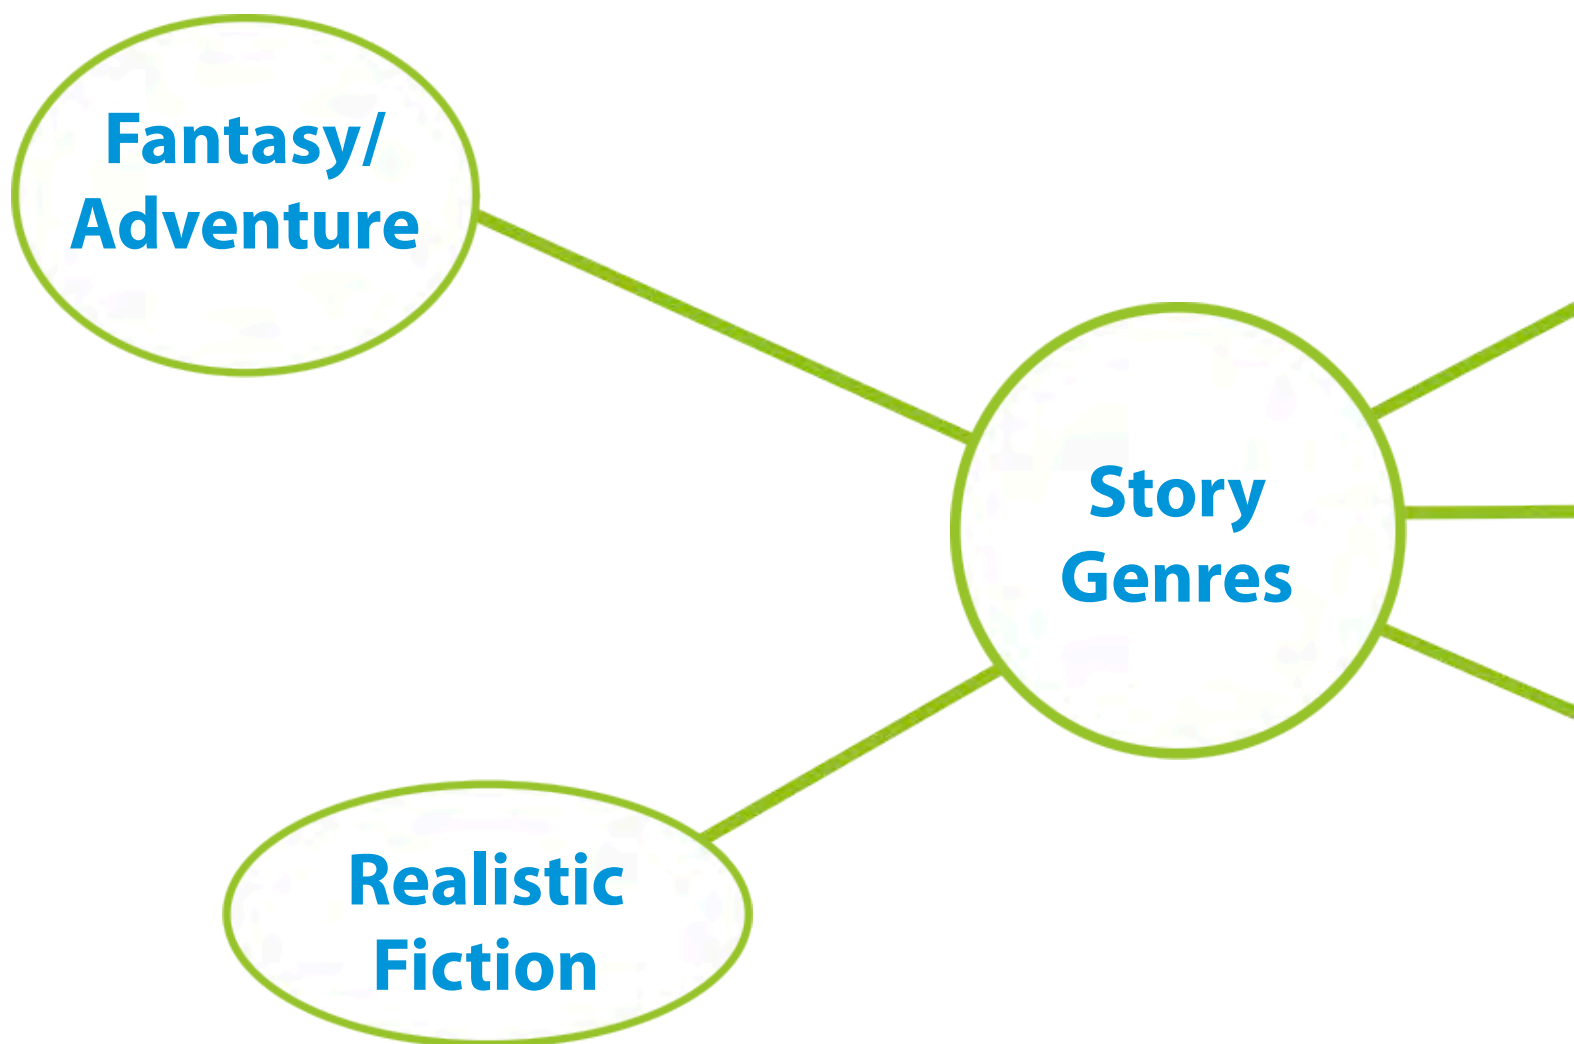 Fantasy/
Adventure
Story
Genres
Realistic
Fiction